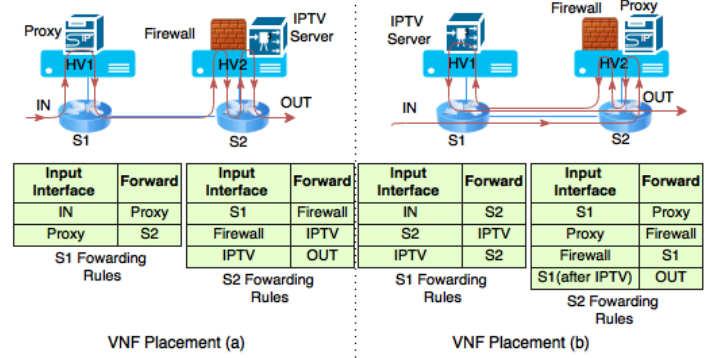 Proxy
SIP
Firewall
IPTV
Server
HV1
HV2
IN
OUT
S1
S2
Input
Interface
Forward
IN
Proxy
Proxy
S2
S1 Fowarding
Rules
Input
Interface
Forward
S1
Firewall
Firewall
IPTV
IPTV
OUT
S2 Fowarding
Rules
VNF Placement (a)
IPTV
Server
Firewall
Proxy
SIP
HV1
HV2
IN
OUT
S1
S2
Input
Interface
Forward
IN
S2
S2
IPTV
IPTV
S2
S1 Fowarding
Rules
Input
Interface
Forward
S1
Proxy
Proxy
Firewall
Firewall
S1
S1(after IPTV)
OUT
S2 Fowarding
Rules
VNF Placement (b)